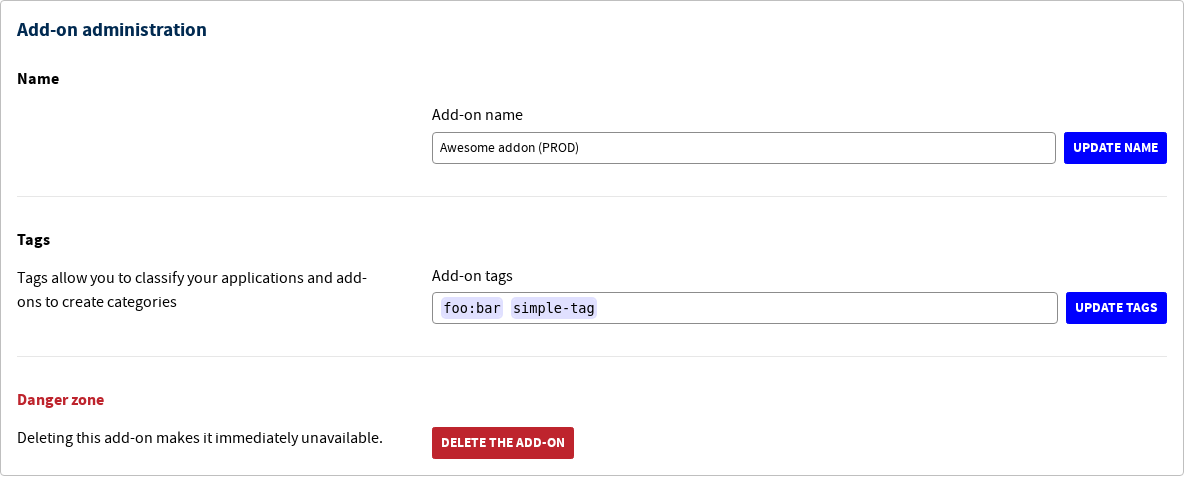 Add-on administration
Name
Add-on name
Awesome addon (PROD)
UPDATE NAME
Tags
Tags allow you to classify your applications and add-
ons to create categories
Add-on tags
foo:bar simple-tag
UPDATE TAGS
Danger zone
Deleting this add-on makes it immediately unavailable.
DELETE THE ADD-ON